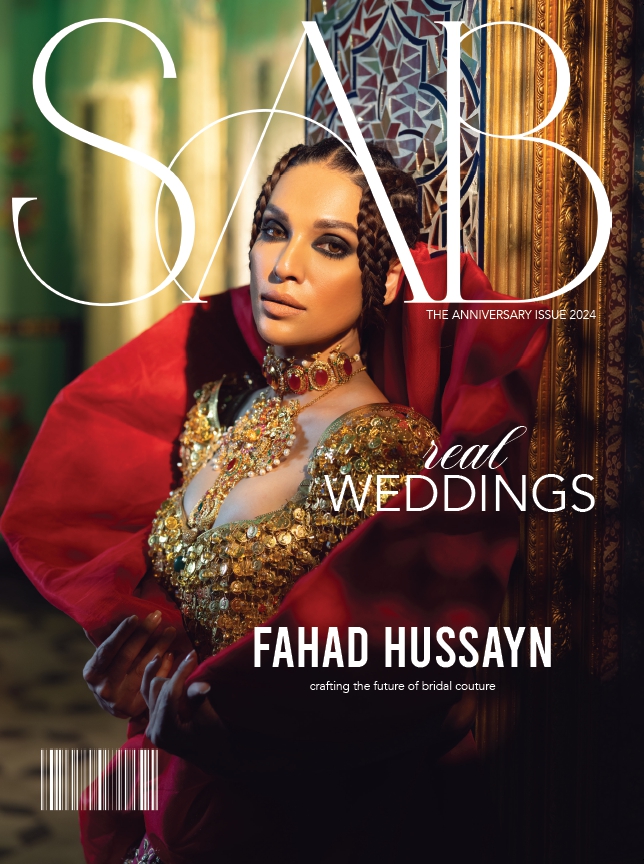 SAB
THE ANNIVERSARY ISSUE 2024
real
WEDDINGS
FAHAD HUSSAYN
crafting the future of bridal couture